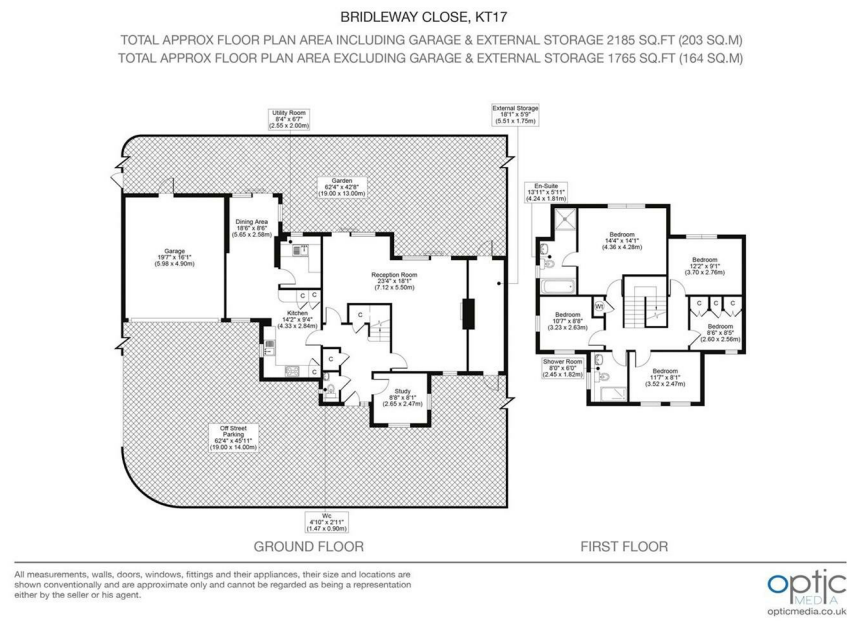 BRIDLEWAY CLOSE, KT17
TOTAL APPROX FLOOR PLAN AREA INCLUDING GARAGE & EXTERNAL STORAGE 2185 SQ.FT (203 SQ.M)
TOTAL APPROX FLOOR PLAN AREA EXCLUDING GARAGE & EXTERNAL STORAGE 1765 SQ.FT (164 SQ.M)
Utility Room
8'4" x 6'7"
(2.55 x 2.00m)
External Storage
18'1" x 5'9"
(5.51 x 1.75m)
Garden
62'4" x 42'8"
(19.00 x 13.00m)
Dining Area
18'6" x 8'6"
(5.65 x 2.58m)
Garage
19'7" x 16'1"
(5.98 x 4.90m)
Reception Room
23'4" x 18'1"
(7.12 x 5.50m)
C
C
Kitchen
14'2" x 9'4"
(4.33 x 2.84m)
C
C
C
Study
8'8" x 8'1"
(2.65 x 2.47m)
Off Street
Parking
62'4" x 45'11"
(19.00 x 14.00m)
Wc
4'10" x 2'11"
(1.47 x 0.90m)
GROUND FLOOR
En-Suite
13'11" x 5'11"
(4.24 x 1.81m)
Bedroom
14'4" x 14'1"
(4.36 x 4.28m)
Bedroom
12'2" x 9'1"
(3.70 x 2.76m)
Bedroom
10'7" x 8'8"
(3.23 x 2.63m)
C
C
C
Bedroom
8'6" x 8'5"
(2.60 x 2.56m)
Shower Room
8'0" x 6'0"
(2.45 x 1.82m)
Bedroom
11'7" x 8'1"
(3.52 x 2.47m)
FIRST FLOOR
All measurements, walls, doors, windows, fittings and their appliances, their size and locations are
shown conventionally and are approximate only and cannot be regarded as being a representation
either by the seller or his agent.
optic
MEDIA
opticmedia.co.uk